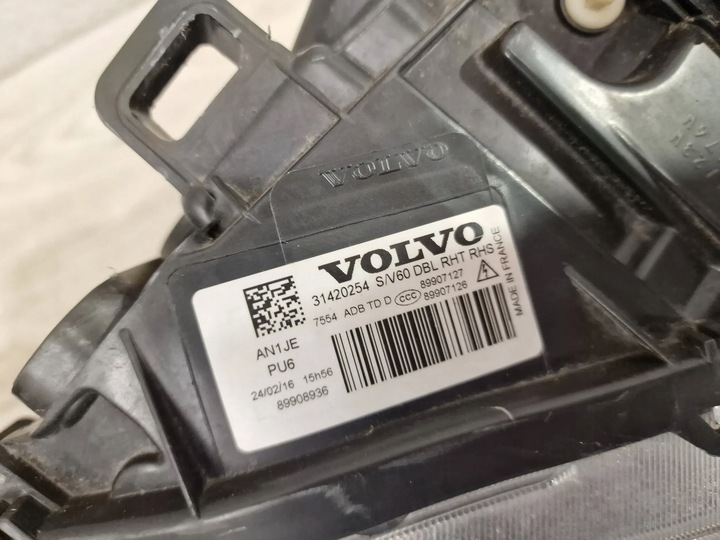 VOLVO
VOLVO
31420254 S/V60 DBL RHT RHS
7554 ADB TD D CCC 89907127
89907126
AN1JE
PU6
24/02/16 15h56
89908936
MADE IN FRANCE